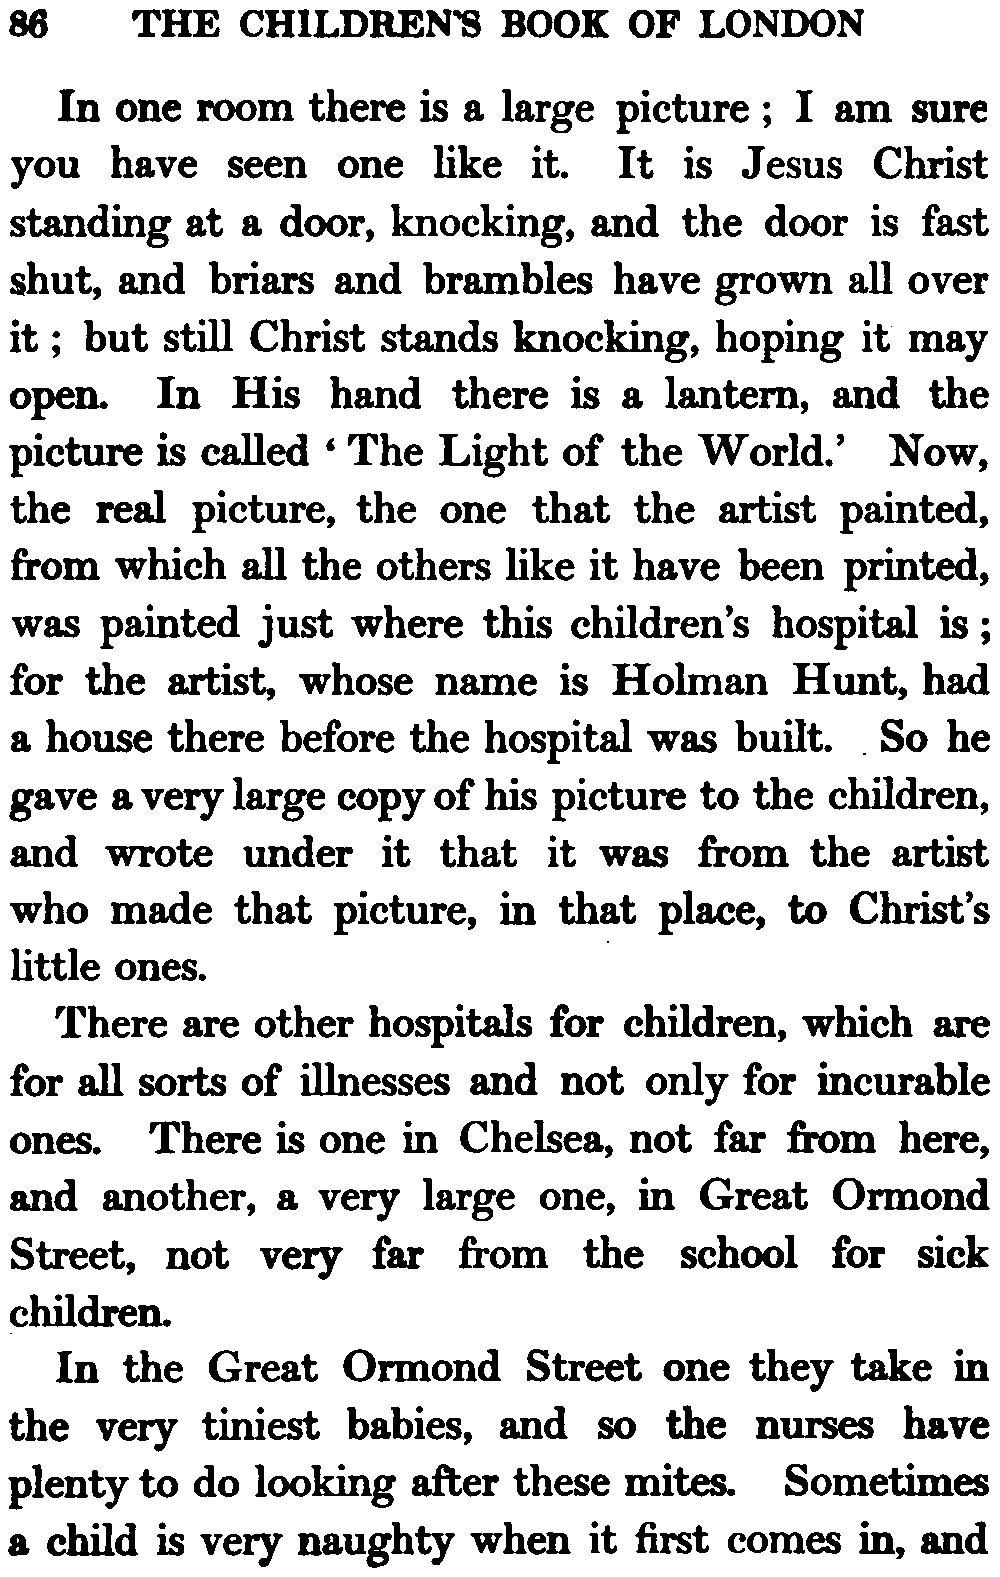 86 THE CHILDREN'S BOOK OF LONDON
In one room there is a large picture ; I am sure
you have seen one like it. It is Jesus Christ
standing at a door, knocking, and the door is fast
shut, and briars and brambles have grown all over
it ; but still Christ stands knocking, hoping it may
open. In His hand there is a lantern, and the
picture is called ‘ The Light of the World.’ Now,
the real picture, the one that the artist painted,
from which all the others like it have been printed,
was painted just where this children's hospital is ;
for the artist, whose name is Holman Hunt, had
a house there before the hospital was built. So he
gave a very large copy of his picture to the children,
and wrote under it that it was from the artist
who made that picture, in that place, to Christ's
little ones.
There are other hospitals for children, which are
for all sorts of illnesses and not only for incurable
ones. There is one in Chelsea, not far from here,
and another, a very large one, in Great Ormond
Street, not very far from the school for sick
children.
In the Great Ormond Street one they take in
the very tiniest babies, and so the nurses have
plenty to do looking after these mites. Sometimes
a child is very naughty when it first comes in, and